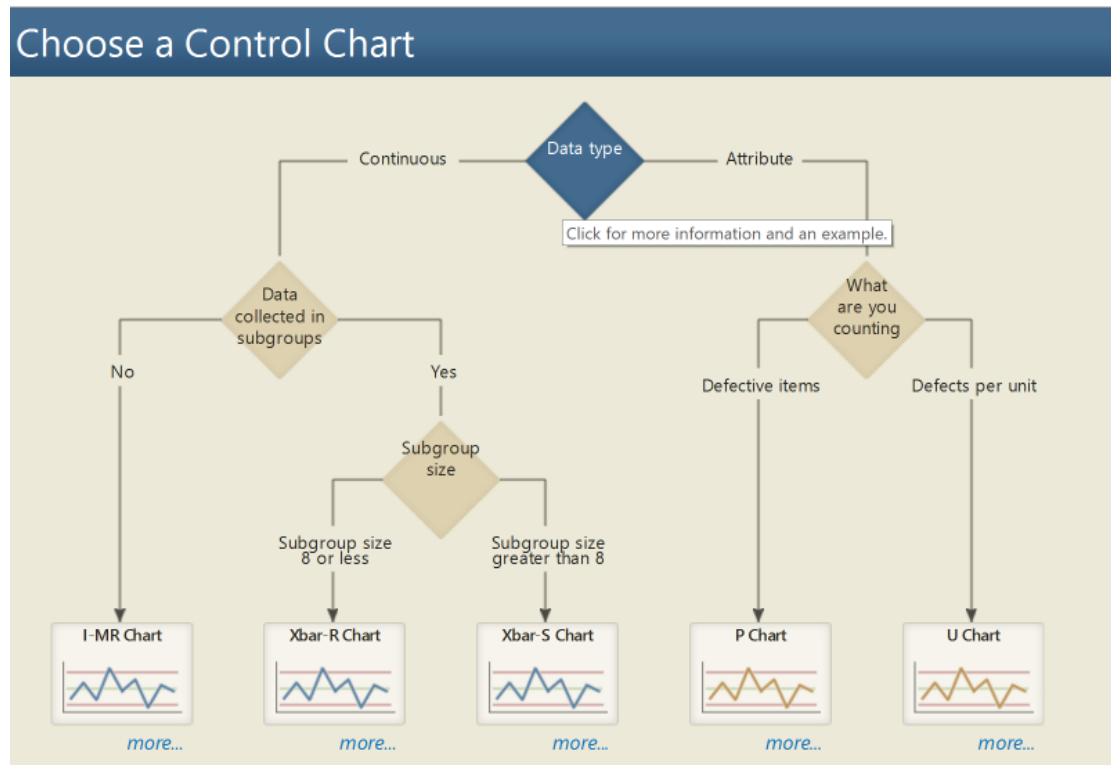 Choose a Control Chart
Data type
Continuous
Attribute
Click for more information and an example.
Data
collected in
subgroups
What
are you
counting
No
Yes
Defective items
Defects per unit
Subgroup
size
Subgroup size
8 or less
Subgroup size
greater than 8
I-MR Chart
Xbar-R Chart
Xbar-S Chart
P Chart
U Chart
more...
more...
more...
more...
more...